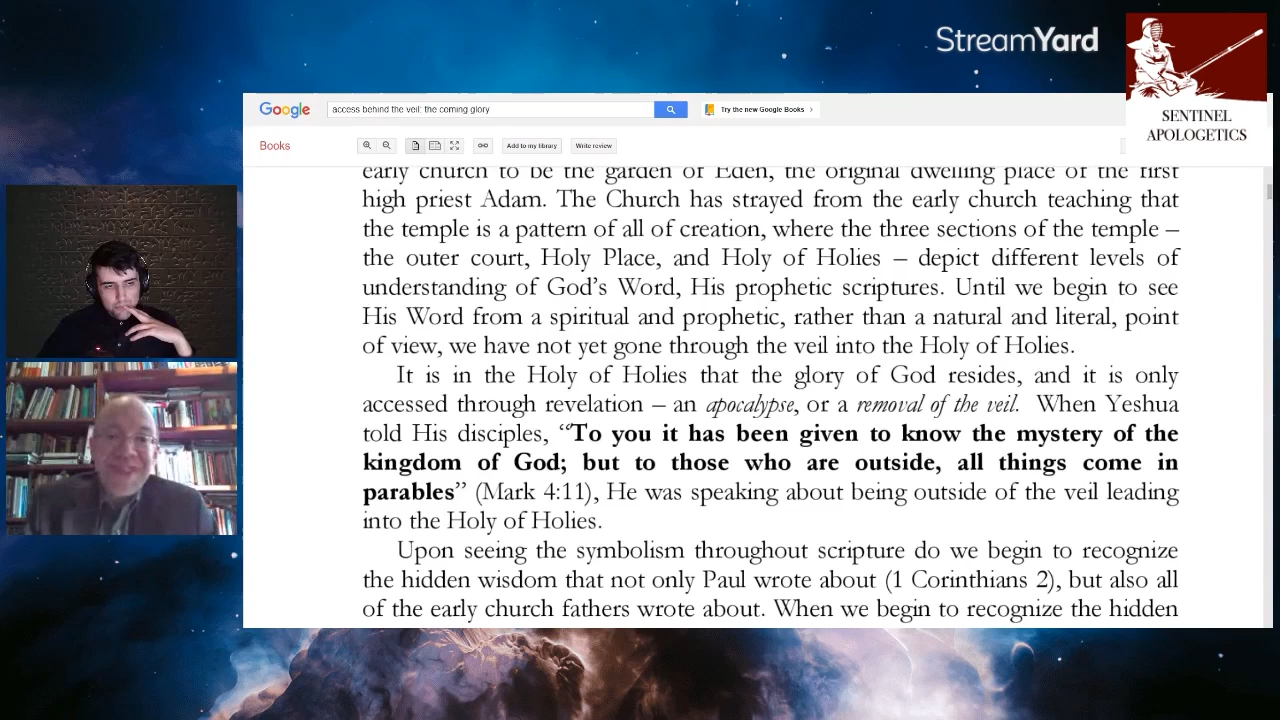 StreamYard
SENTINEL
APOLOGETICS
Google
access behind the veil: the coming glory
Try the new Google Books
Books
Add to my library
Write review
early church to be the garden of Eden, the original dwelling place of the first
high priest Adam. The Church has strayed from the early church teaching that
the temple is a pattern of all of creation, where the three sections of the temple –
the outer court, Holy Place, and Holy of Holies – depict different levels of
understanding of God’s Word, His prophetic scriptures. Until we begin to see
His Word from a spiritual and prophetic, rather than a natural and literal, point
of view, we have not yet gone through the veil into the Holy of Holies.
It is in the Holy of Holies that the glory of God resides, and it is only
accessed through revelation – an apocalypse, or a removal of the veil. When Yeshua
told His disciples, “To you it has been given to know the mystery of the
kingdom of God; but to those who are outside, all things come in
parables” (Mark 4:11), He was speaking about being outside of the veil leading
into the Holy of Holies.
Upon seeing the symbolism throughout scripture do we begin to recognize
the hidden wisdom that not only Paul wrote about (1 Corinthians 2), but also all
of the early church fathers wrote about. When we begin to recognize the hidden